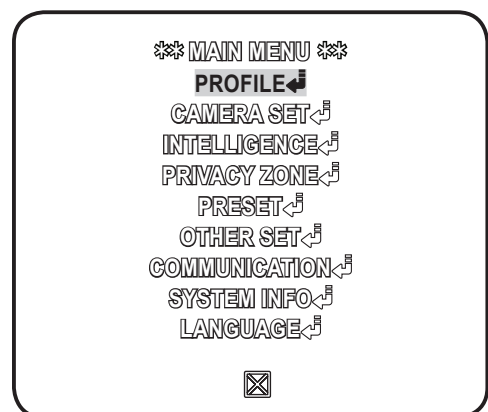 ** MAIN MENU **
PROFILE↲
CAMERA SET↲
INTELLIGENCE↲
PRIVACY ZONE↲
PRESET↲
OTHER SET↲
COMMUNICATION↲
SYSTEM INFO↲
LANGUAGE↲